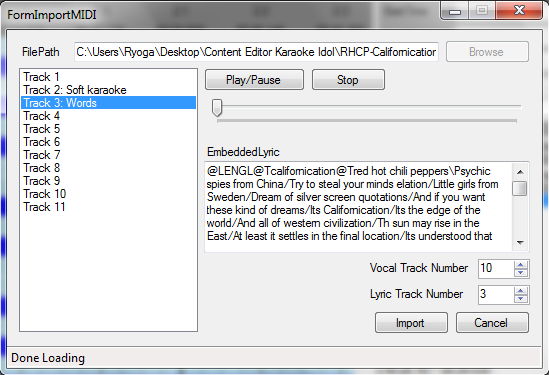 FormImportMIDI
FilePath C:\Users\Ryoga\Desktop\Content Editor Karaoke Idol\RHCP-Californicatior Browse
Track 1
Track 2: Soft karaoke
Track 3: Words
Track 4
Track 5
Track 6
Track 7
Track 8
Track 9
Track 10
Track 11
Play/Pause Stop
EmbeddedLyric
@LENGL@Tcalifornication@Tred hot chili peppers\Psychic
spies from China/Try to steal your minds elation/Little girls from
Sweden/Dream of silver screen quotations/And if you want
these kind of dreams/Its Californication/Its the edge of the
world/And all of western civilization/Th sun may rise in the
East/At least it settles in the final location/Its understood that
Vocal Track Number 10
Lyric Track Number 3
Import Cancel
Done Loading